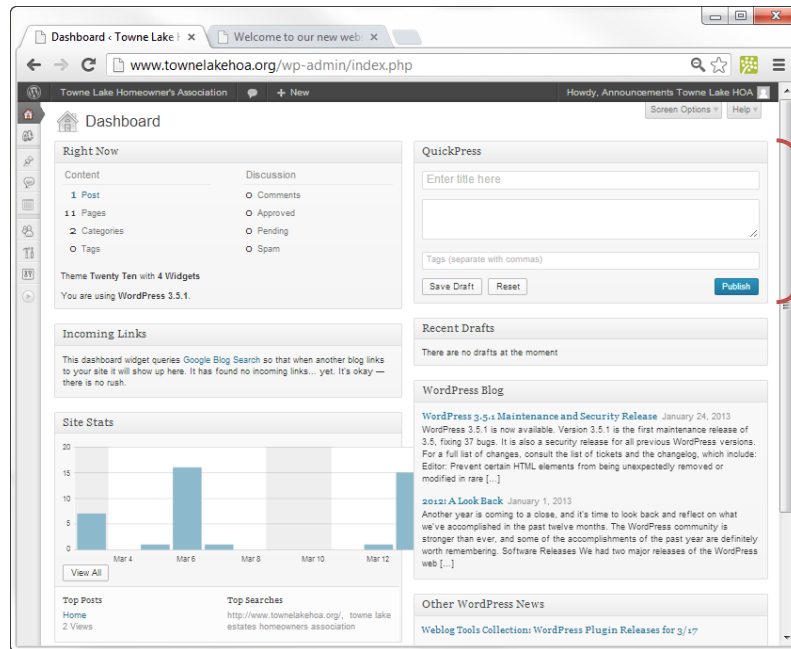 Dashboard ‹ Towne Lake H
Welcome to our new web
www.townelakehoa.org/wp-admin/index.php
Towne Lake Homeowner's Association
+ New
Howdy, Announcements Towne Lake HOA
Screen Options
Help
Dashboard
Right Now
Content
Discussion
1 Post
0 Comments
11 Pages
0 Approved
2 Categories
0 Pending
0 Tags
0 Spam
Theme Twenty Ten with 4 Widgets
You are using WordPress 3.5.1.
Incoming Links
This dashboard widget queries Google Blog Search so that when another blog links
to your site it will show up here. It has found no incoming links… yet. It's okay —
there is no rush.
Site Stats
20
15
10
5
0
Mar 4
Mar 6
Mar 8
Mar 10
Mar 12
View All
Top Posts
Home
2 Views
Top Searches
http://www.townelakehoa.org/, towne lake
estates homeowners association
QuickPress
Enter title here
Tags (separate with commas)
Save Draft
Reset
Publish
Recent Drafts
There are no drafts at the moment
WordPress Blog
WordPress 3.5.1 Maintenance and Security Release January 24, 2013
WordPress 3.5.1 is now available. Version 3.5.1 is the first maintenance release of
3.5, fixing 37 bugs. It is also a security release for all previous WordPress versions.
For a full list of changes, consult the list of tickets and the changelog, which include:
Editor: Prevent certain HTML elements from being unexpectedly removed or
modified in rare […]
2012: A Look Back January 1, 2013
Another year is coming to a close, and it's time to look back and reflect on what
we've accomplished in the past twelve months. The WordPress community is
stronger than ever, and some of the accomplishments of the past year are definitely
worth remembering. Software Releases We had two major releases of the WordPress
web […]
Other WordPress News
Weblog Tools Collection: WordPress Plugin Releases for 3/17